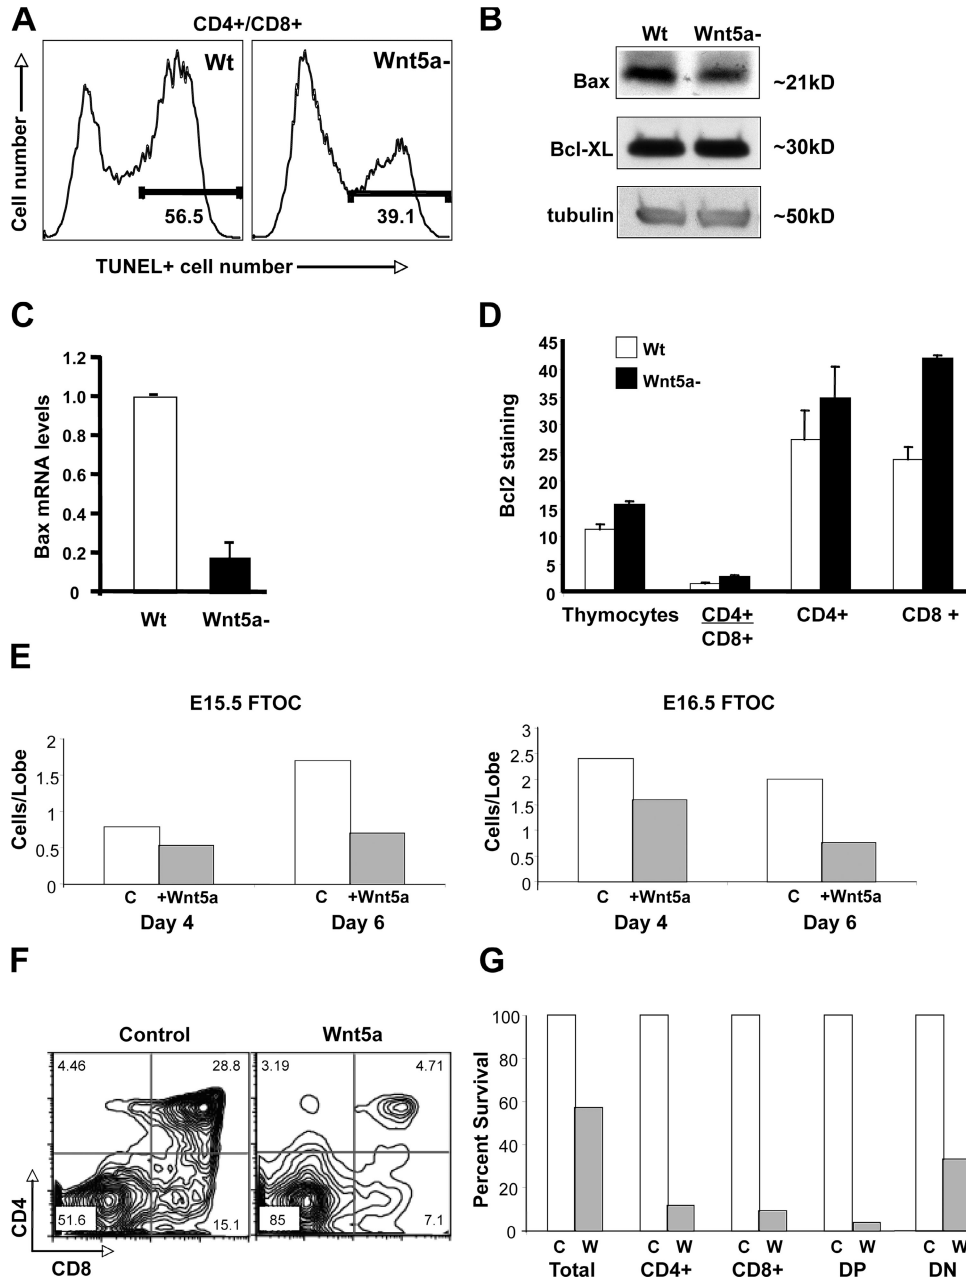 A
CD4+/CD8+
Wt
Wnt5a-
Cell number
56.5
39.1
TUNEL+ cell number
B
Wt Wnt5a-
Bax
~21kD
Bcl-XL
~30kD
tubulin
~50kD
C
Bax mRNA levels
1.2
1.0
0.8
0.6
0.4
0.2
0
Wt
Wnt5a-
D
Bcl2 staining
45
40
35
30
25
20
15
10
5
0
Wt
Wnt5a-
Thymocytes
CD4+
CD8+
CD4+
CD8 +
E
E15.5 FTOC
Cells/Lobe
2
1.5
1
0.5
0
C +Wnt5a
C +Wnt5a
Day 4
Day 6
E16.5 FTOC
Cells/Lobe
3
2.5
2
1.5
1
0.5
0
C +Wnt5a
C +Wnt5a
Day 4
Day 6
F
Control
Wnt5a
4.46
28.8
51.6
15.1
3.19
4.71
85
7.1
CD4
CD8
G
Percent Survival
100
80
60
40
20
0
C W
C W
C W
C W
C W
Total
CD4+
CD8+
DP
DN